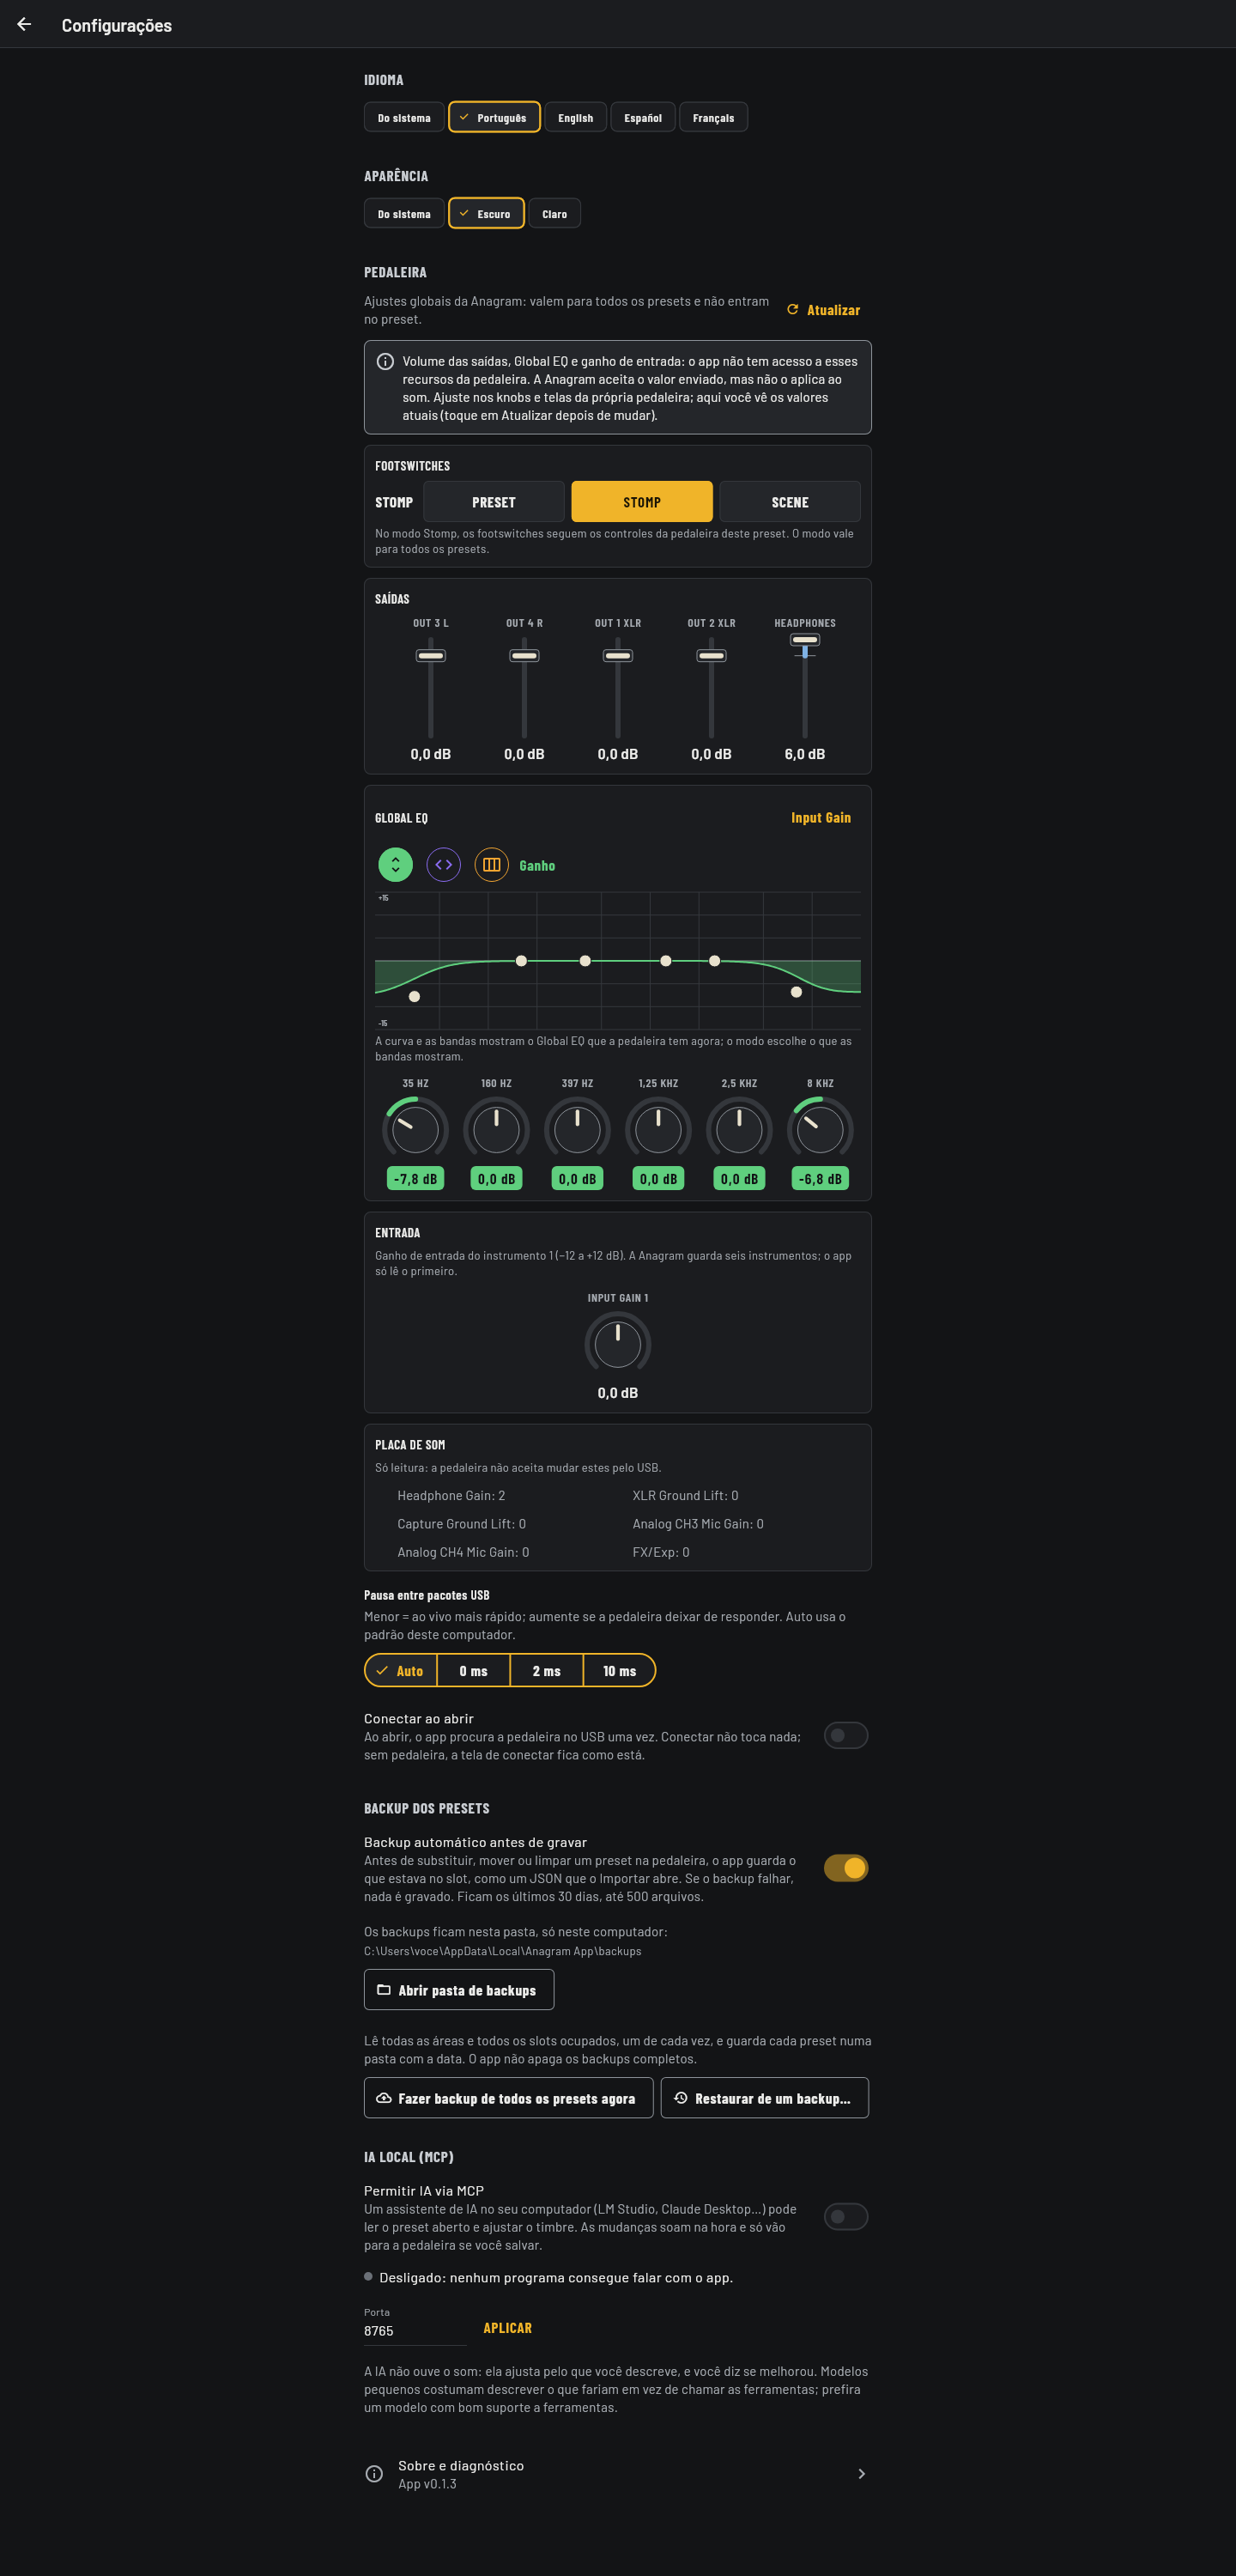 Configurações
IDIOMA
Do sistema
Português
English
Español
Français
APARÊNCIA
Do sistema
Escuro
Claro
PEDALEIRA
Ajustes globais da Anagram: valem para todos os presets e não entram
no preset.
Atualizar
Volume das saídas, Global EQ e ganho de entrada: o app não tem acesso a esses
recursos da pedaleira. A Anagram aceita o valor enviado, mas não o aplica ao
som. Ajuste nos knobs e telas da própria pedaleira; aqui você vê os valores
atuais (toque em Atualizar depois de mudar).
FOOTSWITCHES
STOMP
PRESET
STOMP
SCENE
No modo Stomp, os footswitches seguem os controles da pedaleira deste preset. O modo vale
para todos os presets.
SAÍDAS
OUT 3 L
OUT 4 R
OUT 1 XLR
OUT 2 XLR
HEADPHONES
0,0 dB
0,0 dB
0,0 dB
0,0 dB
6,0 dB
GLOBAL EQ
Input Gain
Ganho
+15
-15
A curva e as bandas mostram o Global EQ que a pedaleira tem agora; o modo escolhe o que as
bandas mostram.
35 HZ
160 HZ
397 HZ
1,25 KHZ
2,5 KHZ
8 KHZ
-7,8 dB
0,0 dB
0,0 dB
0,0 dB
0,0 dB
-6,8 dB
ENTRADA
Ganho de entrada do instrumento 1 (−12 a +12 dB). A Anagram guarda seis instrumentos; o app
só lê o primeiro.
INPUT GAIN 1
0,0 dB
PLACA DE SOM
Só leitura: a pedaleira não aceita mudar estes pelo USB.
Headphone Gain: 2
XLR Ground Lift: 0
Capture Ground Lift: 0
Analog CH3 Mic Gain: 0
Analog CH4 Mic Gain: 0
FX/Exp: 0
Pausa entre pacotes USB
Menor = ao vivo mais rápido; aumente se a pedaleira deixar de responder. Auto usa o
padrão deste computador.
Auto
0 ms
2 ms
10 ms
Conectar ao abrir
Ao abrir, o app procura a pedaleira no USB uma vez. Conectar não toca nada;
sem pedaleira, a tela de conectar fica como está.
BACKUP DOS PRESETS
Backup automático antes de gravar
Antes de substituir, mover ou limpar um preset na pedaleira, o app guarda o
que estava no slot, como um JSON que o Importar abre. Se o backup falhar,
nada é gravado. Ficam os últimos 30 dias, até 500 arquivos.
Os backups ficam nesta pasta, só neste computador:
C:\Users\voce\AppData\Local\Anagram App\backups
Abrir pasta de backups
Lê todas as áreas e todos os slots ocupados, um de cada vez, e guarda cada preset numa
pasta com a data. O app não apaga os backups completos.
Fazer backup de todos os presets agora
Restaurar de um backup...
IA LOCAL (MCP)
Permitir IA via MCP
Um assistente de IA no seu computador (LM Studio, Claude Desktop...) pode
ler o preset aberto e ajustar o timbre. As mudanças soam na hora e só vão
para a pedaleira se você salvar.
Desligado: nenhum programa consegue falar com o app.
Porta
8765
APLICAR
A IA não ouve o som: ela ajusta pelo que você descreve, e você diz se melhorou. Modelos
pequenos costumam descrever o que fariam em vez de chamar as ferramentas; prefira
um modelo com bom suporte a ferramentas.
Sobre e diagnóstico
App v0.1.3